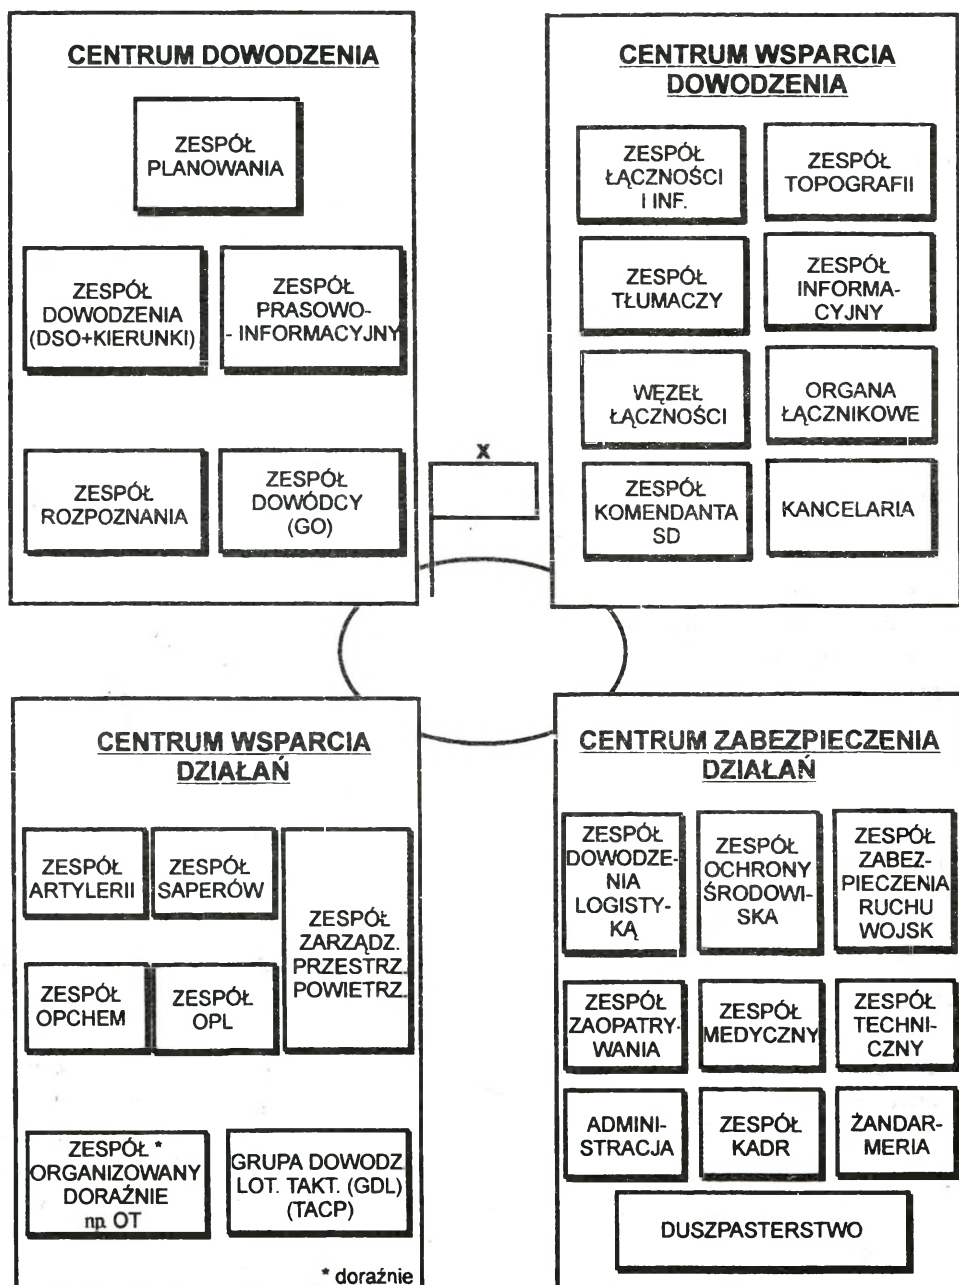 CENTRUM DOWODZENIA
ZESPÓŁ
PLANOWANIA
ZESPÓŁ
DOWODZENIA
(DSO+KIERUNKI)
ZESPÓŁ
PRASOWO-
- INFORMACYJNY
ZESPÓŁ
ROZPOZNANIA
ZESPÓŁ
DOWÓDCY
(GO)
CENTRUM WSPARCIA
DOWODZENIA
ZESPÓŁ
ŁĄCZNOŚCI
I INF.
ZESPÓŁ
TOPOGRAFII
ZESPÓŁ
TŁUMACZY
ZESPÓŁ
INFORMA-
CYJNY
WĘZEŁ
ŁĄCZNOŚCI
ORGANA
ŁĄCZNIKOWE
ZESPÓŁ
KOMENDANTA
SD
KANCELARIA
X
CENTRUM WSPARCIA
DZIAŁAŃ
ZESPÓŁ
ARTYLERII
ZESPÓŁ
SAPERÓW
ZESPÓŁ
ZARZĄDZ.
PRZESTRZ.
POWIETRZ.
ZESPÓŁ
OPCHEM
ZESPÓŁ
OPL
ZESPÓŁ *
ORGANIZOWANY
DORAŹNIE
np. OT
GRUPA DOWODZ.
LOT. TAKT. (GDL)
(TACP)
* doraźnie
CENTRUM ZABEZPIECZENIA
DZIAŁAŃ
ZESPÓŁ
DOWODZE-
NIA
LOGISTY-
KĄ
ZESPÓŁ
OCHRONY
ŚRODOWI-
SKA
ZESPÓŁ
ZABEZ-
PIECZENIA
RUCHU
WOJSK
ZESPÓŁ
ZAOPATRY-
WANIA
ZESPÓŁ
MEDYCZNY
ZESPÓŁ
TECHNI-
CZNY
ADMINI-
STRACJA
ZESPÓŁ
KADR
ŻANDAR-
MERIA
DUSZPASTERSTWO